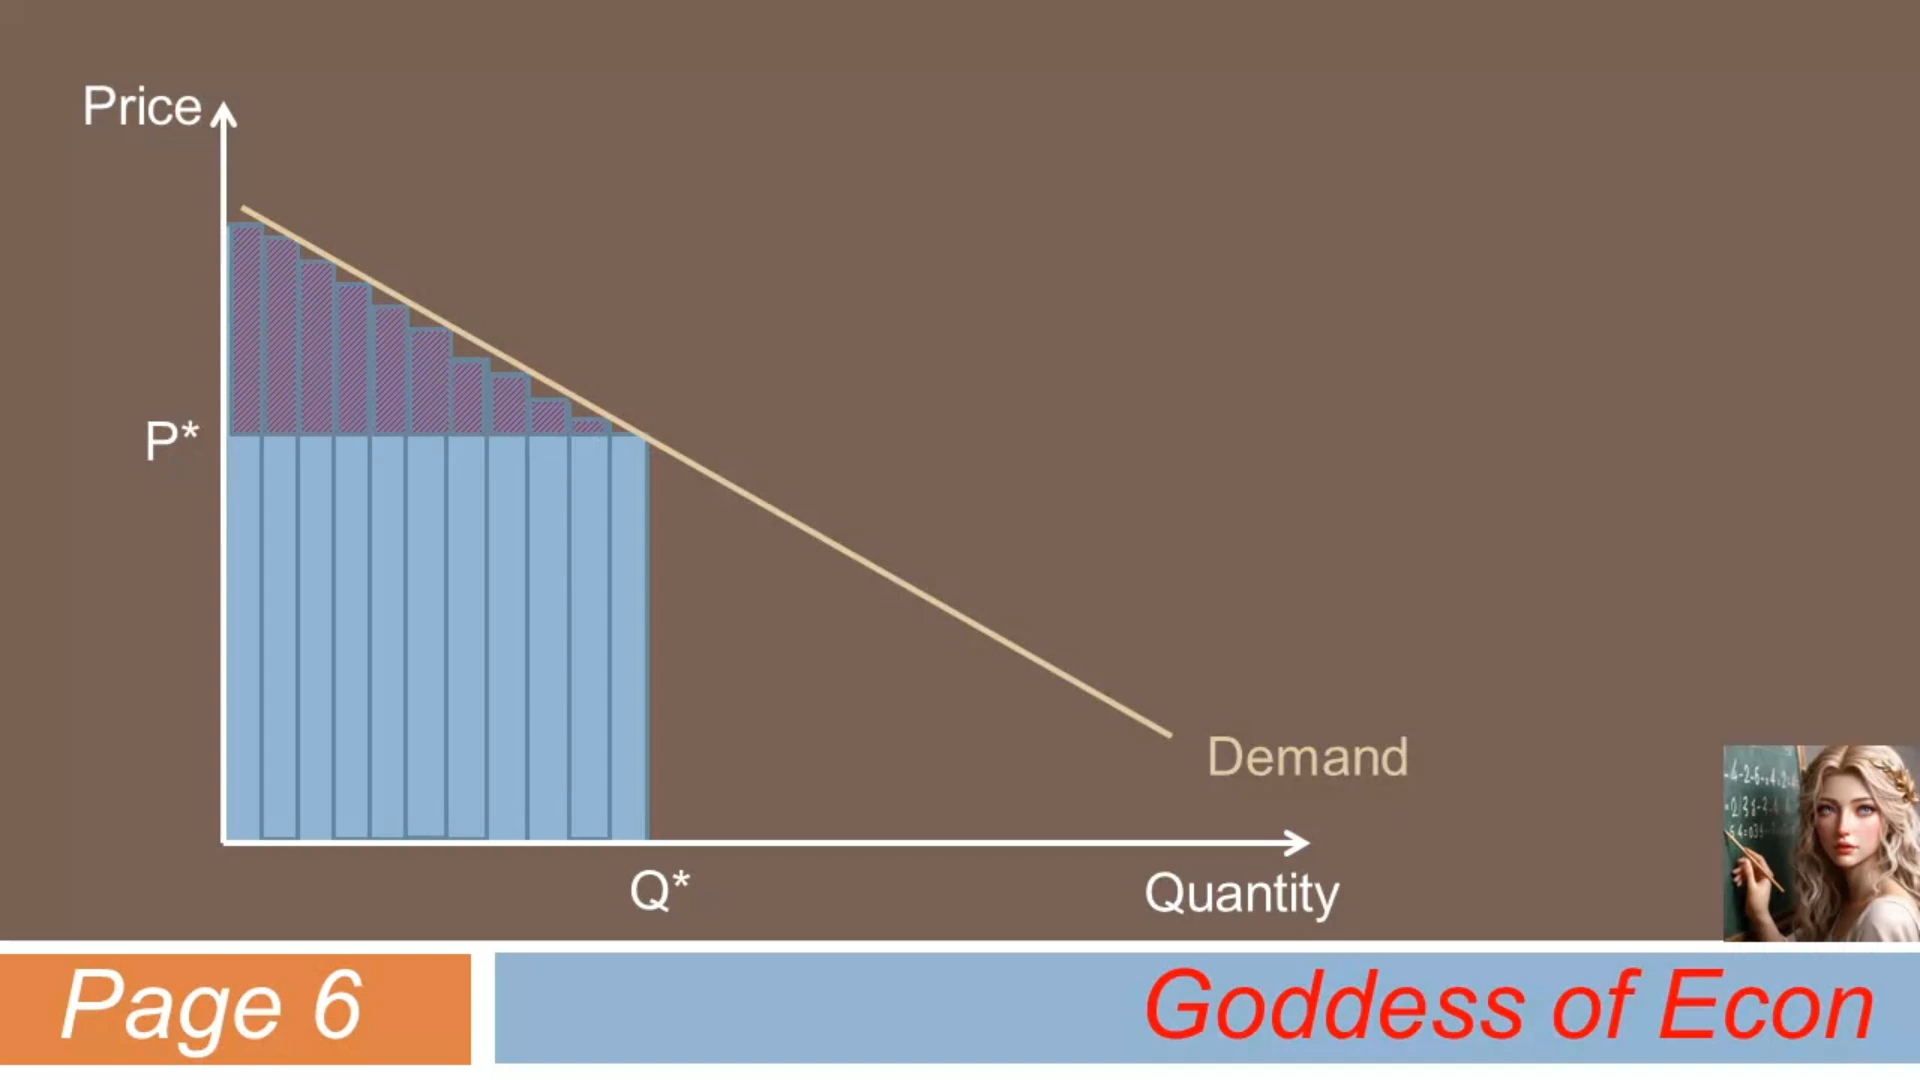 Price
P*
Demand
Q*
Quantity
Page 6
Goddess of Econ